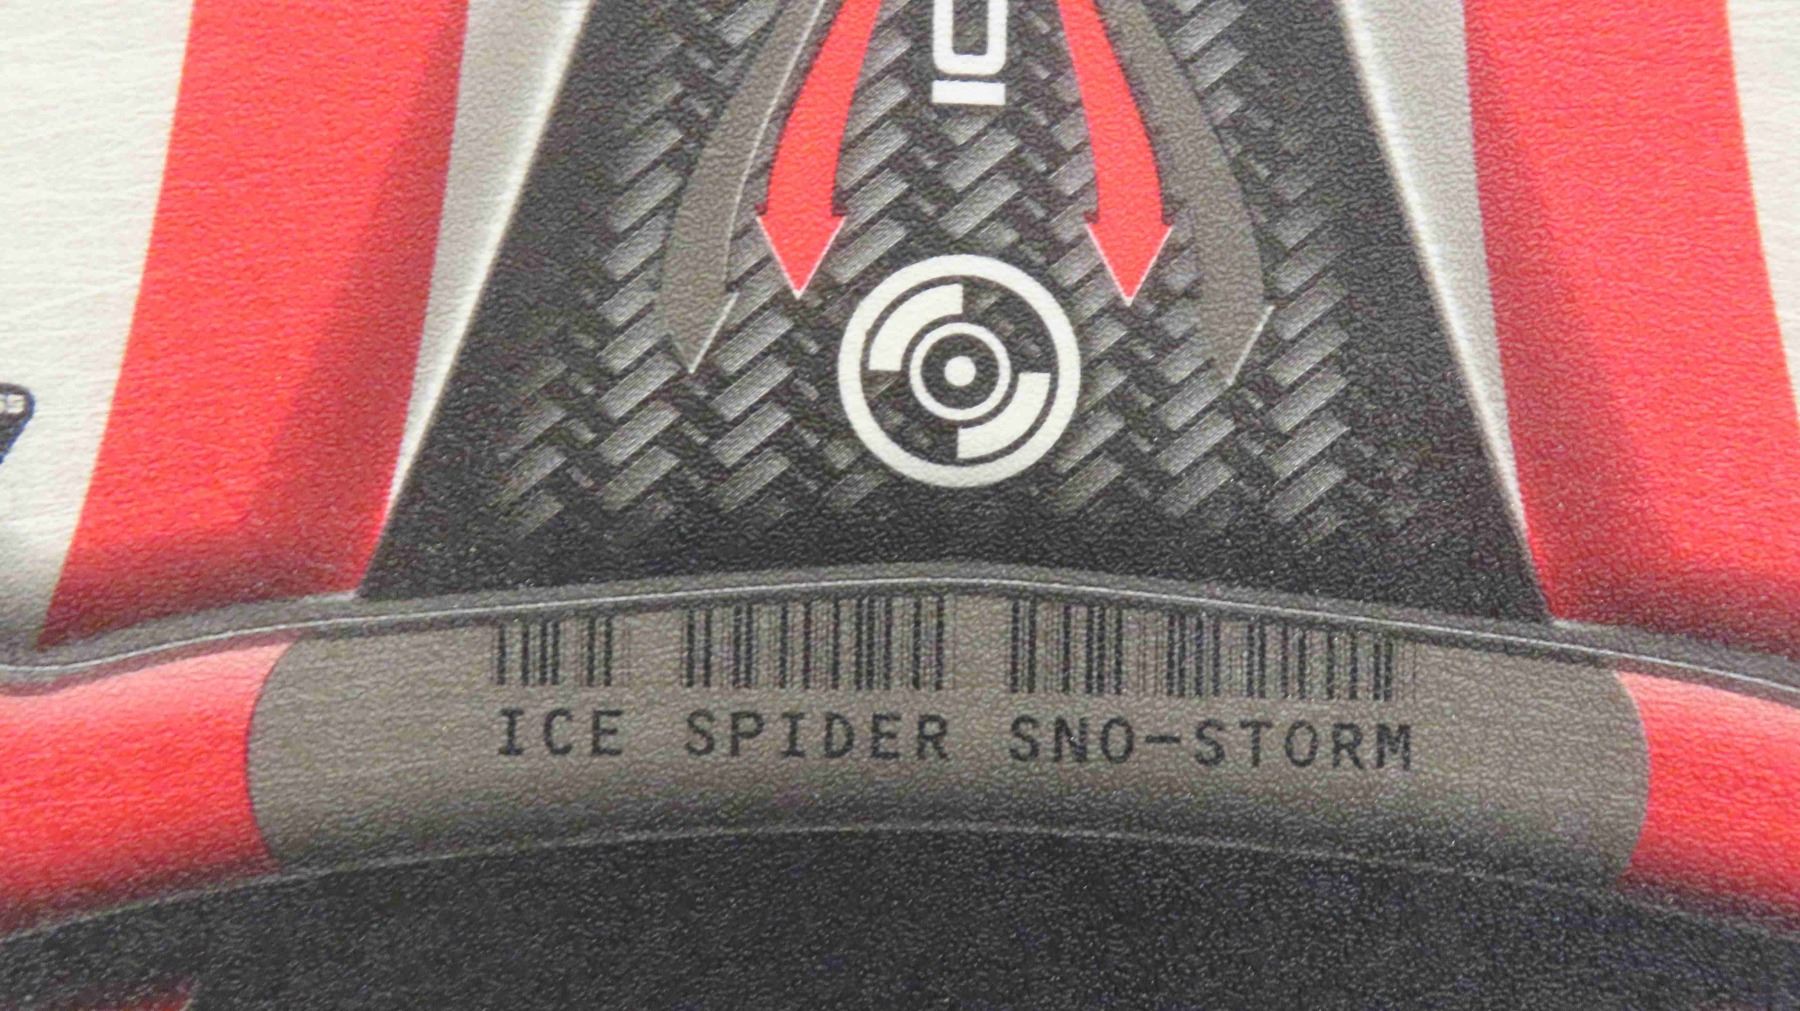 ICE SPIDER SNO-STORM